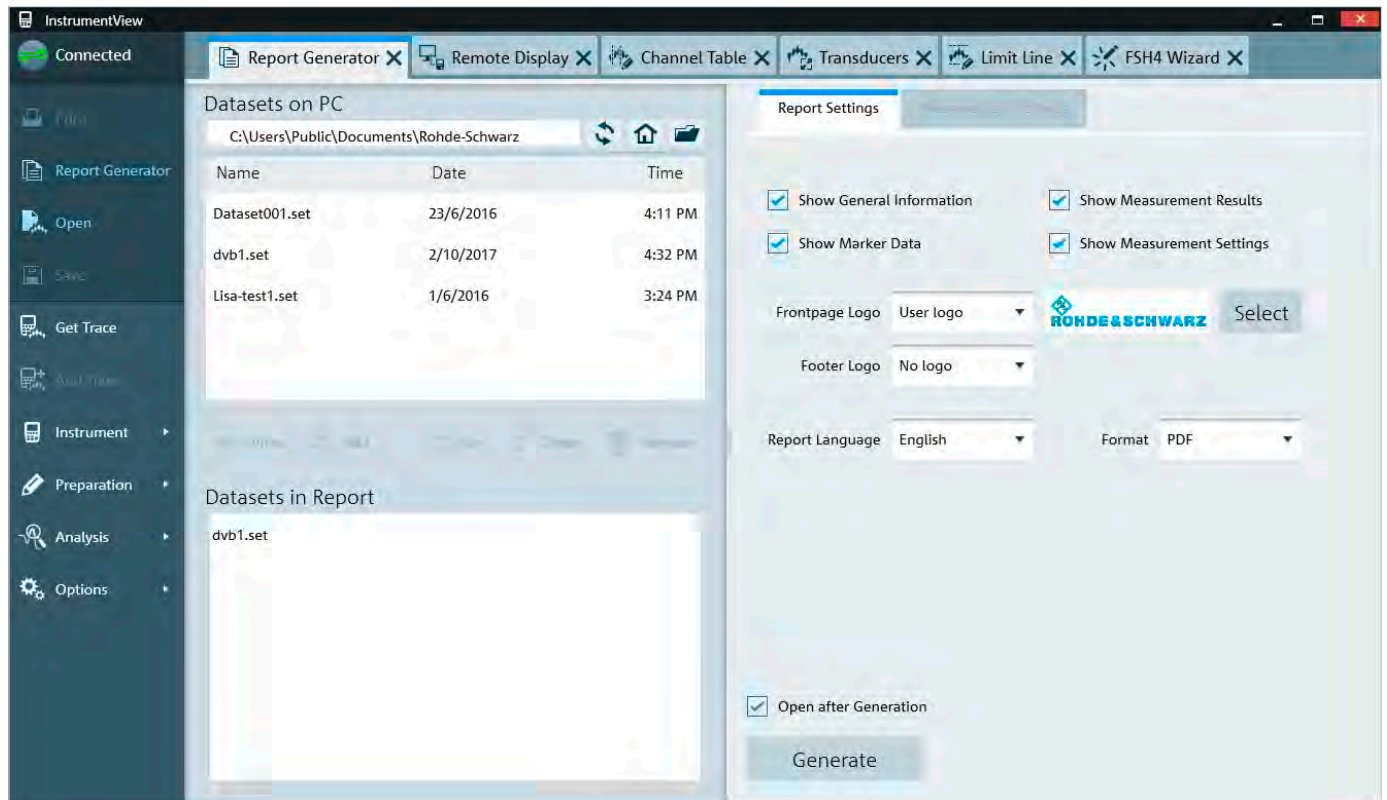 InstrumentView
Connected
Report Generator
Remote Display
Channel Table
Transducers
Limit Line
FSH4 Wizard
Print
Report Generator
Open
Save
Get Trace
Add Trace
Instrument
Preparation
Analysis
Options
Datasets on PC
C:\Users\Public\Documents\Rohde-Schwarz
Name Date Time
Dataset001.set 23/6/2016 4:11 PM
dvb1.set 2/10/2017 4:32 PM
Lisa-test1.set 1/6/2016 3:24 PM
Datasets in Report
dvb1.set
Report Settings
Show General Information Show Measurement Results
Show Marker Data Show Measurement Settings
Frontpage Logo User logo ROHDE&SCHWARZ Select
Footer Logo No logo
Report Language English Format PDF
Open after Generation
Generate